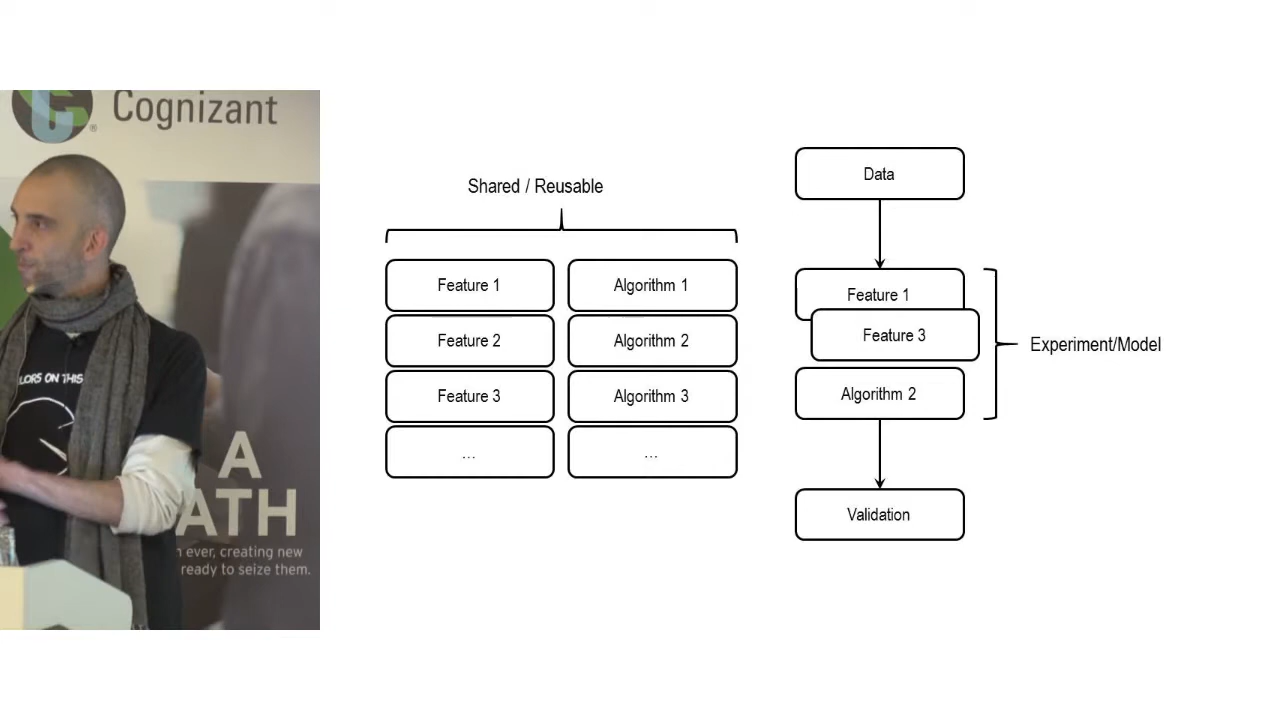 Cognizant
LORS ON THIS
A
ATH
n ever, creating new
ready to seize them.
Shared / Reusable
Feature 1
Algorithm 1
Feature 2
Algorithm 2
Feature 3
Algorithm 3
...
...
Data
Feature 1
Feature 3
Algorithm 2
Experiment/Model
Validation